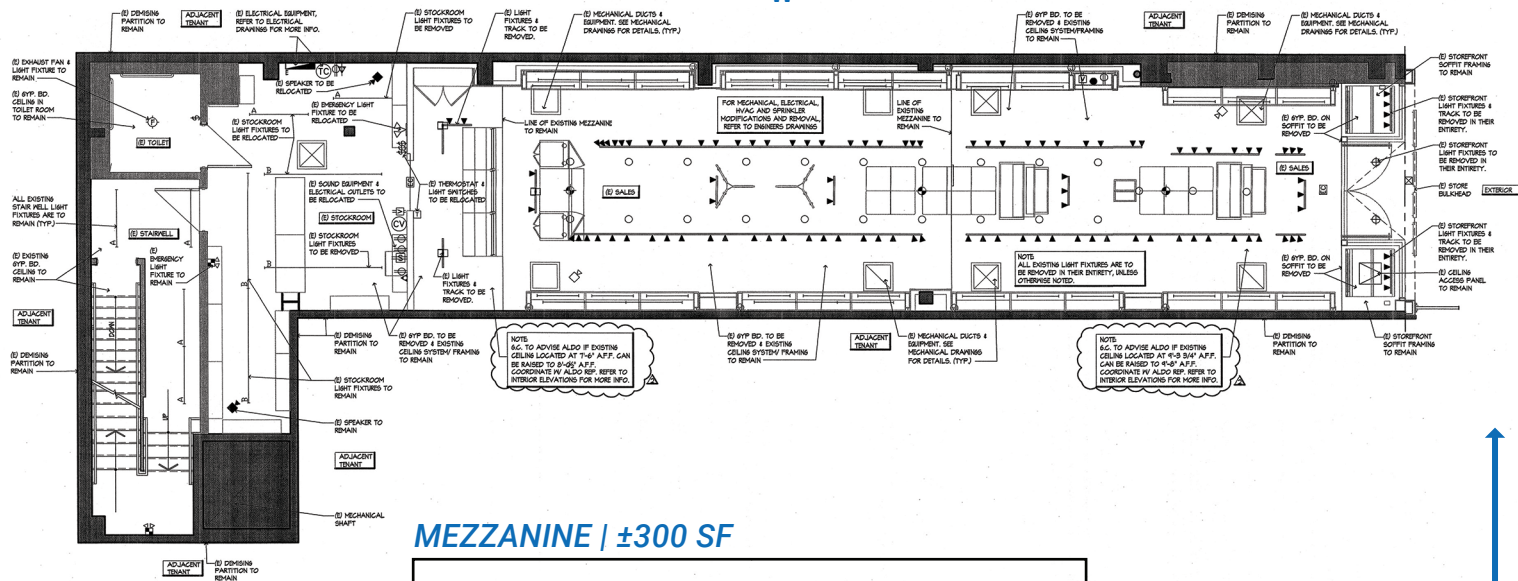 (E) DEMISING
PARTITION TO
REMAIN
ADJACENT
TENANT
(E) ELECTRICAL EQUIPMENT,
REFER TO ELECTRICAL
DRAWINGS FOR MORE INFO.
(E) STOCKROOM
LIGHT FIXTURES TO
BE REMOVED
(E) LIGHT
FIXTURES &
TRACK TO BE
REMOVED.
(E) MECHANICAL DUCTS &
EQUIPMENT. SEE MECHANICAL
DRAWINGS FOR DETAILS. (TYP.)
(E) GYP BD. TO BE
REMOVED & EXISTING
CEILING SYSTEM/FRAMING
TO REMAIN
ADJACENT
TENANT
(E) DEMISING
PARTITION TO
REMAIN
(E) MECHANICAL DUCTS &
EQUIPMENT. SEE MECHANICAL
DRAWINGS FOR DETAILS. (TYP.)
(E) EXHAUST FAN &
LIGHT FIXTURE TO
REMAIN
(E) GYP. BD.
CEILING IN
TOILET ROOM
TO REMAIN
(E) TOILET
TC
(E) SPEAKER TO BE
RELOCATED
A
(E) EMERGENCY LIGHT
FIXTURE TO BE
RELOCATED
(E) STOCKROOM
LIGHT FIXTURES TO
BE RELOCATED
LINE OF EXISTING MEZZANINE
TO REMAIN
FOR MECHANICAL, ELECTRICAL,
HVAC AND SPRINKLER
MODIFICATIONS AND REMOVAL,
REFER TO ENGINEERS DRAWINGS
LINE OF
EXISTING
MEZZANINE TO
REMAIN
(E) GYP. BD. ON
SOFFIT TO BE
REMOVED
(E) STOREFRONT
SOFFIT FRAMING
TO REMAIN
(E) STOREFRONT
LIGHT FIXTURES &
TRACK TO BE
REMOVED IN THEIR
ENTIRETY.
(E) STOREFRONT
LIGHT FIXTURES TO
BE REMOVED IN
THEIR ENTIRETY.
(E) STORE
BULKHEAD
EXTERIOR
(E) STOREFRONT
LIGHT FIXTURES &
TRACK TO BE
REMOVED IN THEIR
ENTIRETY.
(E) CEILING
ACCESS PANEL
TO REMAIN
(E) STOREFRONT
SOFFIT FRAMING
TO REMAIN
(E) SALES
(E) SALES
(E) SOUND EQUIPMENT &
ELECTRICAL OUTLETS TO
BE RELOCATED
(E) THERMOSTAT &
LIGHT SWITCHES
TO BE RELOCATED
(E) STOCKROOM
CV
(E) STOCKROOM
LIGHT FIXTURES
TO BE REMOVED
(E) LIGHT
FIXTURES &
TRACK TO BE
REMOVED.
ALL EXISTING
STAIR WELL LIGHT
FIXTURES ARE TO
REMAIN (TYP.)
(E) STAIRWELL
(E)
EMERGENCY
LIGHT
FIXTURE TO
REMAIN
(E) EXISTING
GYP. BD.
CEILING TO
REMAIN
ADJACENT
TENANT
DOWN
UP
A
A
B
B
(E) DEMISING
PARTITION TO
REMAIN
NOTE
ALL EXISTING LIGHT FIXTURES ARE TO
BE REMOVED IN THEIR ENTIRETY, UNLESS
OTHERWISE NOTED.
(E) GYP. BD. ON
SOFFIT TO BE
REMOVED
(E) DEMISING
PARTITION TO
REMAIN
(E) GYP BD. TO BE
REMOVED & EXISTING
CEILING SYSTEM/ FRAMING
TO REMAIN
NOTE:
G.C. TO ADVISE ALDO IF EXISTING
CEILING LOCATED AT 7'-6" A.F.F. CAN
BE RAISED TO 8'-0½" A.F.F.
COORDINATE W/ ALDO REP. REFER TO
INTERIOR ELEVATIONS FOR MORE INFO.
(E) GYP BD. TO BE
REMOVED & EXISTING
CEILING SYSTEM/ FRAMING
TO REMAIN
ADJACENT
TENANT
(E) MECHANICAL DUCTS &
EQUIPMENT. SEE
MECHANICAL DRAWINGS
FOR DETAILS. (TYP.)
NOTE:
G.C. TO ADVISE ALDO IF EXISTING
CEILING LOCATED AT 9'-3 3/4" A.F.F.
CAN BE RAISED TO 9'-8" A.F.F.
COORDINATE W/ ALDO REP. REFER TO
INTERIOR ELEVATIONS FOR MORE INFO.
(E) DEMISING
PARTITION TO
REMAIN
(E) STOCKROOM
LIGHT FIXTURES TO
REMAIN
(E) SPEAKER TO
REMAIN
ADJACENT
TENANT
(E) MECHANICAL
SHAFT
ADJACENT
TENANT
(E) DEMISING
PARTITION TO
REMAIN
MEZZANINE | ±300 SF